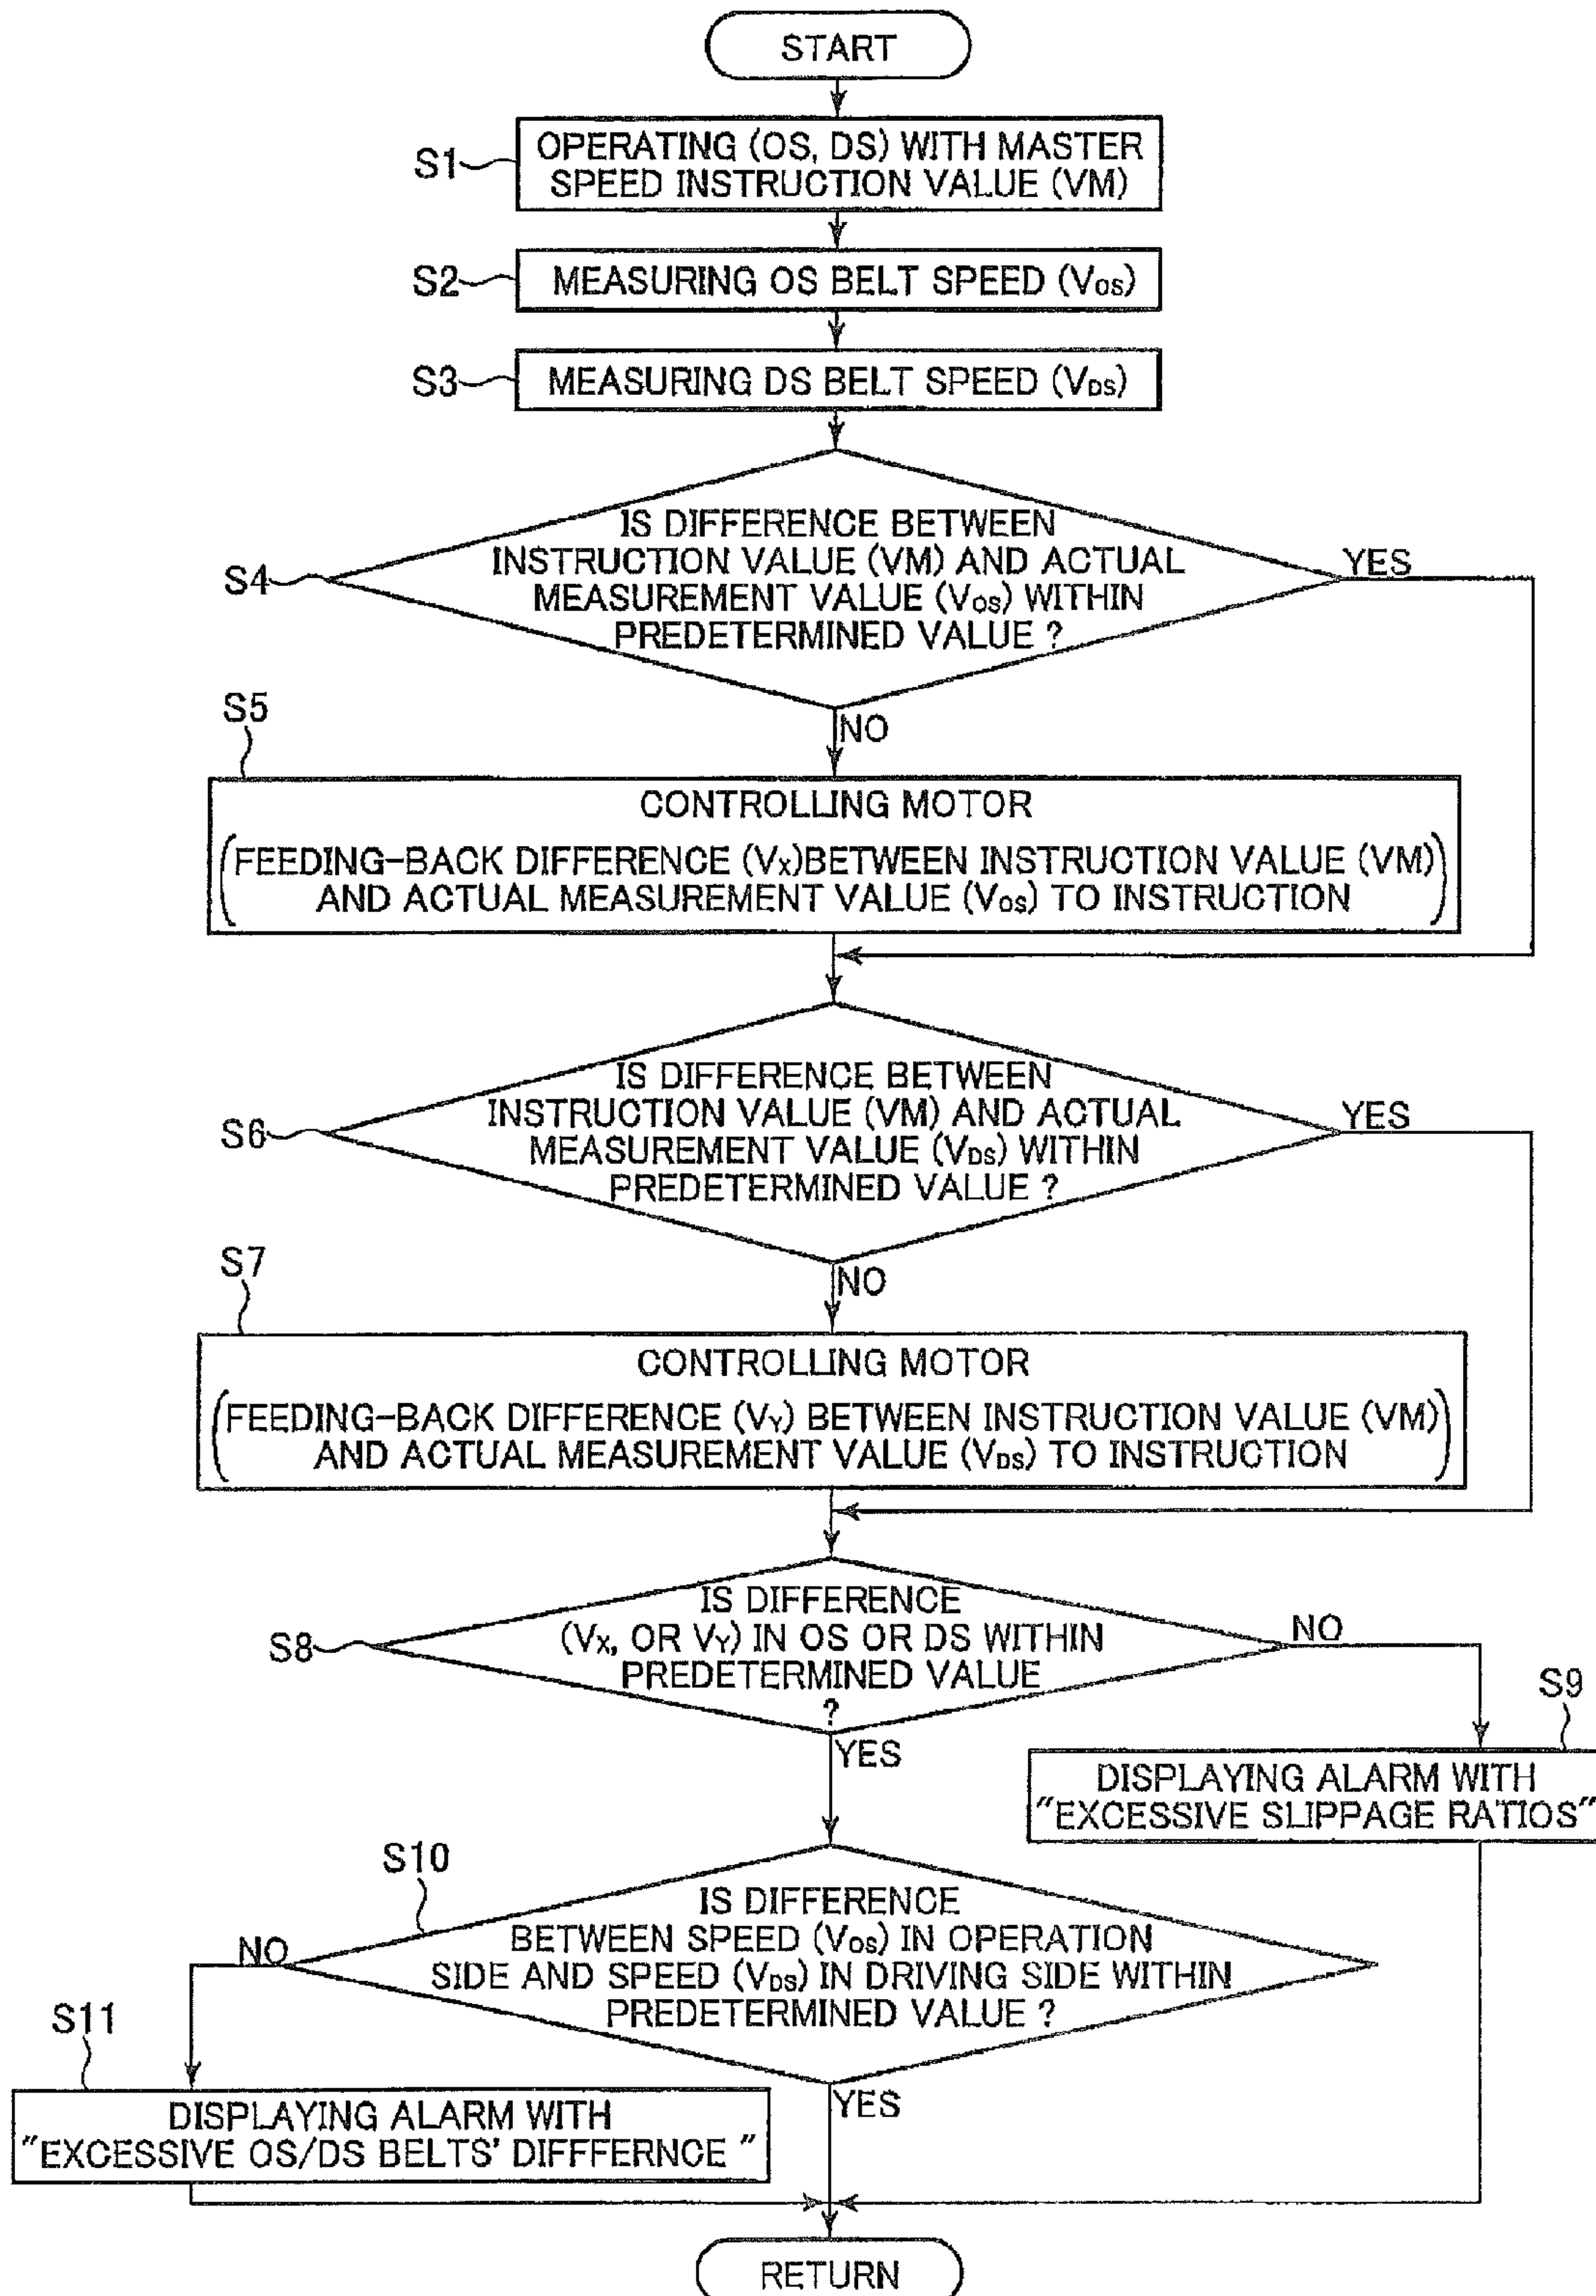 START
S1
OPERATING (OS, DS) WITH MASTER
SPEED INSTRUCTION VALUE (VM)
S2
MEASURING OS BELT SPEED (VOS)
S3
MEASURING DS BELT SPEED (VDS)
S4
IS DIFFERENCE BETWEEN
INSTRUCTION VALUE (VM) AND ACTUAL
MEASUREMENT VALUE (VOS) WITHIN
PREDETERMINED VALUE ?
YES
NO
S5
CONTROLLING MOTOR
(FEEDING-BACK DIFFERENCE (VX)BETWEEN INSTRUCTION VALUE (VM)
AND ACTUAL MEASUREMENT VALUE (VOS) TO INSTRUCTION)
S6
IS DIFFERENCE BETWEEN
INSTRUCTION VALUE (VM) AND ACTUAL
MEASUREMENT VALUE (VDS) WITHIN
PREDETERMINED VALUE ?
YES
NO
S7
CONTROLLING MOTOR
(FEEDING-BACK DIFFERENCE (VY) BETWEEN INSTRUCTION VALUE (VM)
AND ACTUAL MEASUREMENT VALUE (VDS) TO INSTRUCTION)
S8
IS DIFFERENCE
(VX, OR VY) IN OS OR DS WITHIN
PREDETERMINED VALUE
?
NO
YES
S9
DISPLAYING ALARM WITH
"EXCESSIVE SLIPPAGE RATIOS"
S10
IS DIFFERENCE
BETWEEN SPEED (VOS) IN OPERATION
SIDE AND SPEED (VDS) IN DRIVING SIDE WITHIN
PREDETERMINED VALUE ?
NO
YES
S11
DISPLAYING ALARM WITH
"EXCESSIVE OS/DS BELTS' DIFFFERNCE "
RETURN